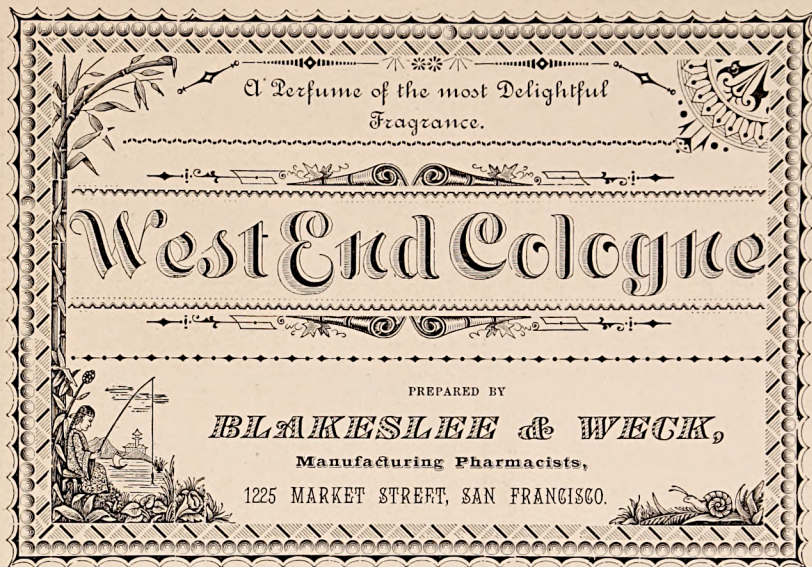 A Perfume of the most Delightful
Fragrance.
West End Cologne
PREPARED BY
BLAKESLEE & WECK,
Manufacturing Pharmacists,
1225 MARKET STREET, SAN FRANCISCO.